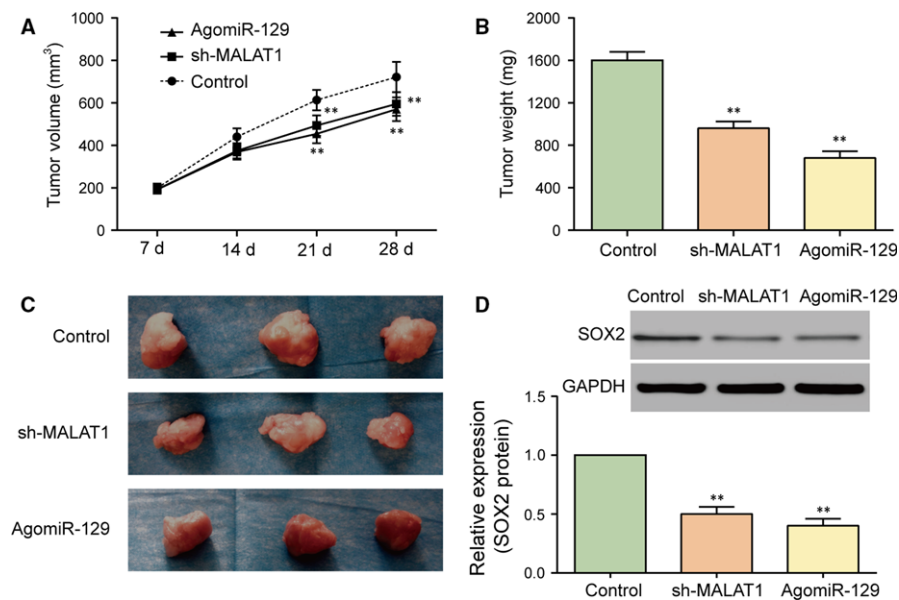 A
Tumor volume (mm³)
1000
800
600
400
200
0
AgomiR-129
sh-MALAT1
Control
**
**
**
**
7 d
14 d
21 d
28 d
B
Tumor weight (mg)
2000
1600
1200
800
400
0
**
**
Control
sh-MALAT1
AgomiR-129
C
Control
sh-MALAT1
AgomiR-129
D
Control
sh-MALAT1
AgomiR-129
SOX2
GAPDH
Relative expression
(SOX2 protein)
1.5
1.0
0.5
0.0
**
**
Control
sh-MALAT1
AgomiR-129